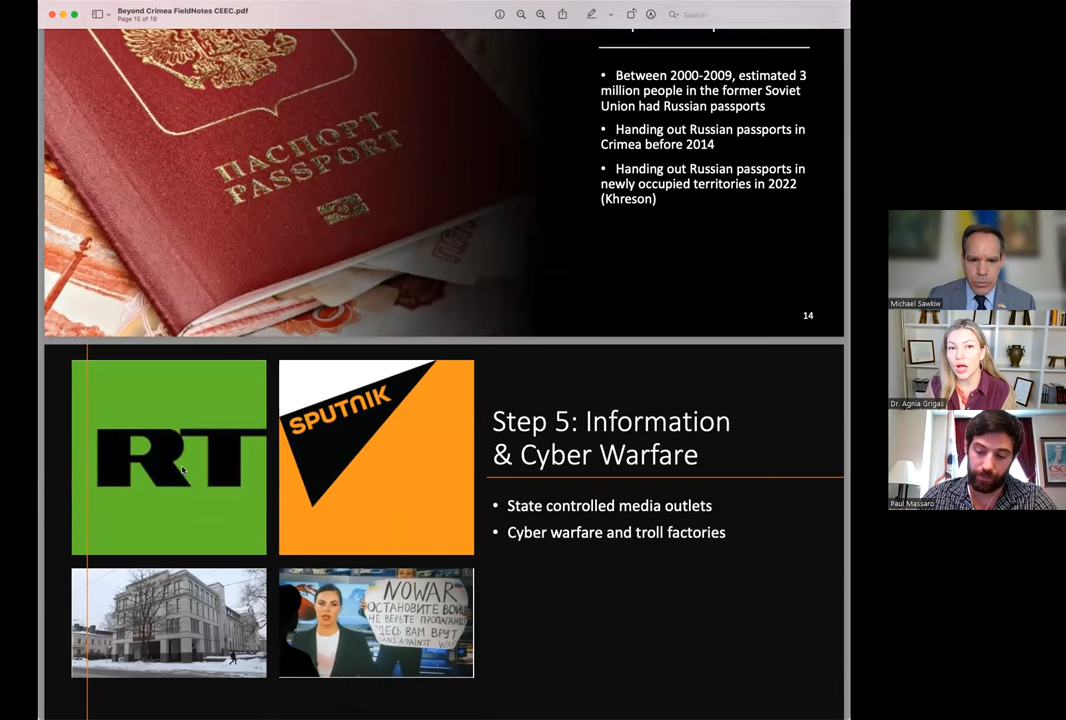 Beyond Crimea FieldNotes CEEC.pdf
Page 15 of 19
Search
ПАСПОРТ
PASSPORT
• Between 2000-2009, estimated 3
million people in the former Soviet
Union had Russian passports
• Handing out Russian passports in
Crimea before 2014
• Handing out Russian passports in
newly occupied territories in 2022
(Khreson)
14
RT
SPUTNIK
Step 5: Information
& Cyber Warfare
• State controlled media outlets
• Cyber warfare and troll factories
NO WAR
ОСТАНОВИТЕ ВОЙ
НЕ ВЕРЬТЕ ПРОПАГАНДЕ
ЗДЕСЬ ВАМ ВРУТ
Michael Sawkiw
Dr. Agnia Grigas
Paul Massaro
CSC